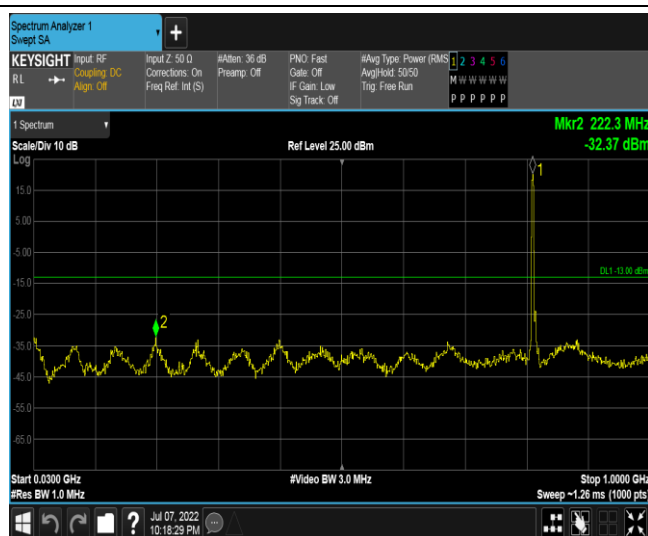 Spectrum Analyzer 1
Swept SA
KEYSIGHT
RL
LXI
Input: RF
Coupling: DC
Align: Off
Input Z: 50 Ω
Corrections: On
Freq Ref: Int (S)
#Atten: 36 dB
Preamp: Off
PNO: Fast
Gate: Off
IF Gain: Low
Sig Track: Off
#Avg Type: Power (RMS
Avg|Hold: 50/50
Trig: Free Run
1 2 3 4 5 6
M W W W W W
P P P P P P
1 Spectrum
Mkr2 222.3 MHz
Scale/Div 10 dB
Ref Level 25.00 dBm
-32.37 dBm
Log
1
15.0
5.00
-5.00
DL1 -13.00 dBm
-15.0
2
-25.0
-35.0
-45.0
-55.0
-65.0
Start 0.0300 GHz
#Video BW 3.0 MHz
Stop 1.0000 GHz
#Res BW 1.0 MHz
Sweep ~1.26 ms (1000 pts)
?
Jul 07, 2022
10:18:29 PM